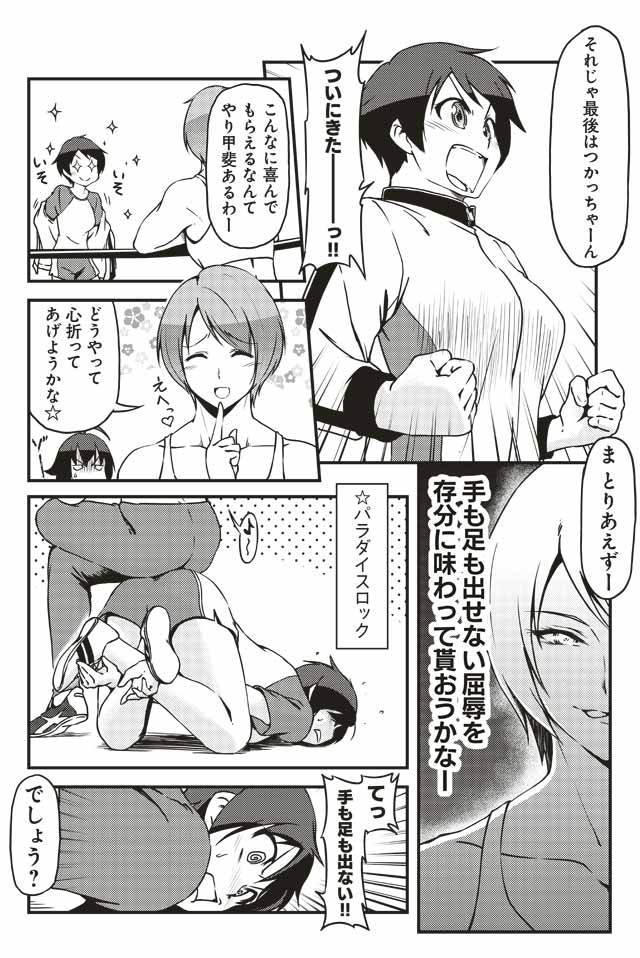 それじゃ最後はつかっちゃーん
ついにきた――っ!!
こんなに喜んで
もらえるなんて
やり甲斐あるわー
いそ
いそ
どうやって
心折って
あげようかな☆
えへっ♡
ま とりあえずー
手も足も出せない屈辱を
存分に味わって貰おうかなー
☆パラダイスロック
てっ
手も足も出ない!!
でしょう?